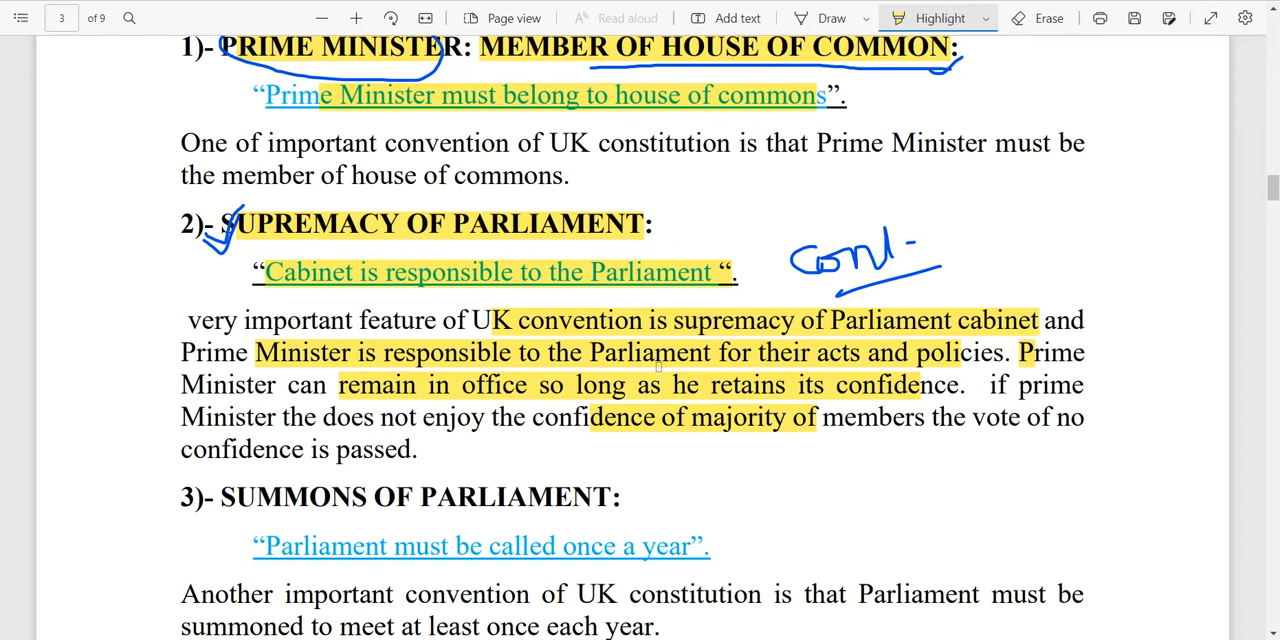 3 of 9 Page view Read aloud Add text Draw Highlight Erase
1)- PRIME MINISTER: MEMBER OF HOUSE OF COMMON:
“Prime Minister must belong to house of commons”.
One of important convention of UK constitution is that Prime Minister must be
the member of house of commons.
2)- SUPREMACY OF PARLIAMENT:
“Cabinet is responsible to the Parliament “.
very important feature of UK convention is supremacy of Parliament cabinet and
Prime Minister is responsible to the Parliament for their acts and policies. Prime
Minister can remain in office so long as he retains its confidence. if prime
Minister the does not enjoy the confidence of majority of members the vote of no
confidence is passed.
3)- SUMMONS OF PARLIAMENT:
“Parliament must be called once a year”.
Another important convention of UK constitution is that Parliament must be
summoned to meet at least once each year.